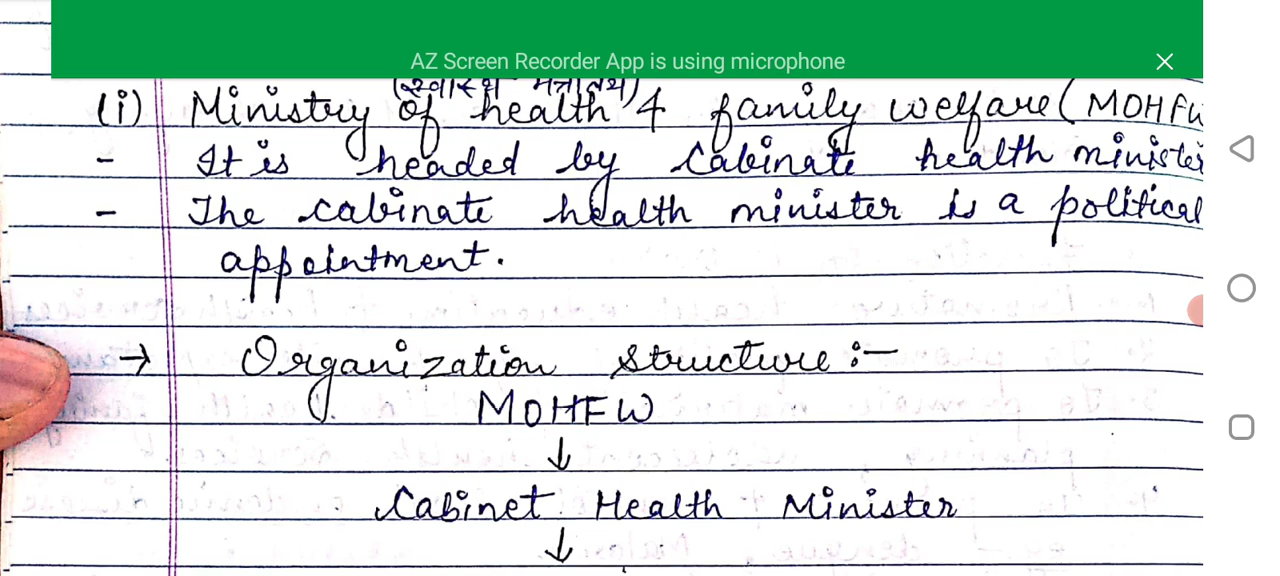 AZ Screen Recorder App is using microphone
(स्वास्थ्य मंत्रालय)
(i) Ministry of health & family welfare (MOHFW
- It is headed by Cabinate health minister
- The cabinate health minister is a political
appointment.
→ Organization structure :-
MOHFW
↓
Cabinet Health Minister
↓